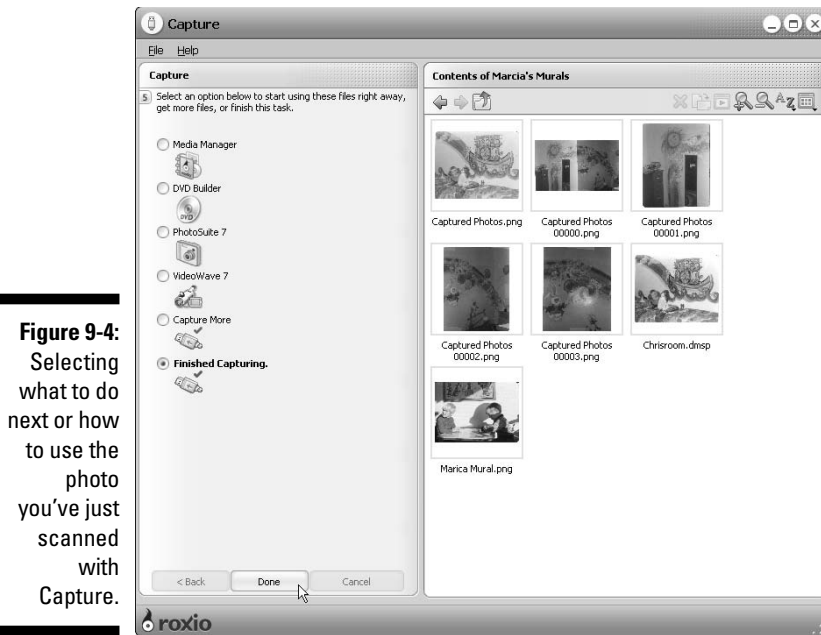 Capture
File Help
Capture
5 Select an option below to start using these files right away,
get more files, or finish this task.
Media Manager
DVD Builder
DVD
PhotoSuite 7
VideoWave 7
Capture More
Finished Capturing.
< Back Done Cancel
roxio
Contents of Marcia's Murals
A
Z
Captured Photos.png
Captured Photos
00000.png
Captured Photos
00001.png
Captured Photos
00002.png
Captured Photos
00003.png
Chrisroom.dmsp
Marica Mural.png
Figure 9-4:
Selecting
what to do
next or how
to use the
photo
you've just
scanned
with
Capture.